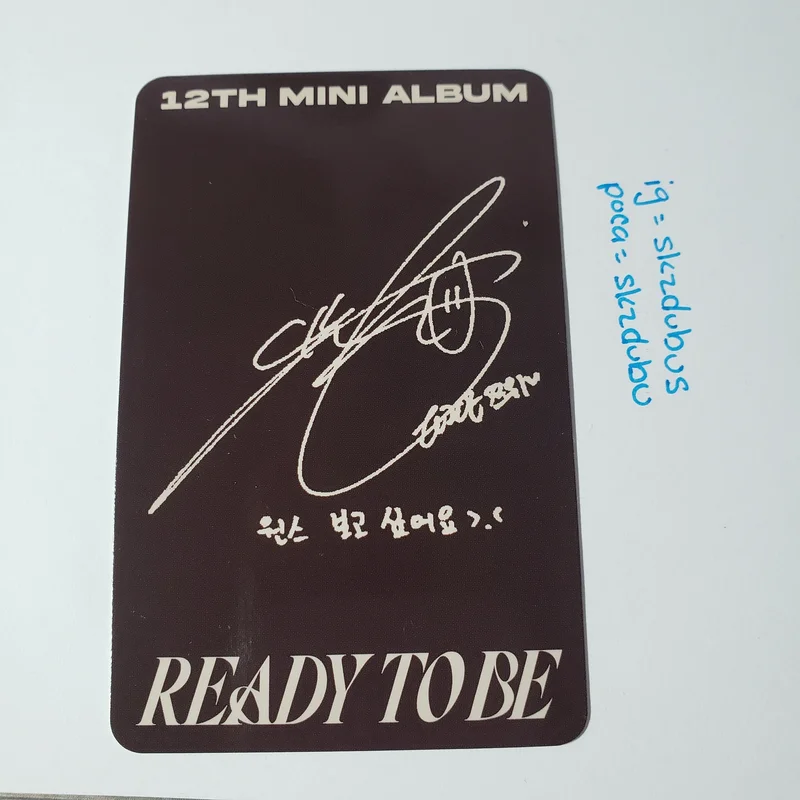 12TH MINI ALBUM
원스 보고 싶어요 >.<
READY TO BE
ig = skzdubus
poca = skzdubu